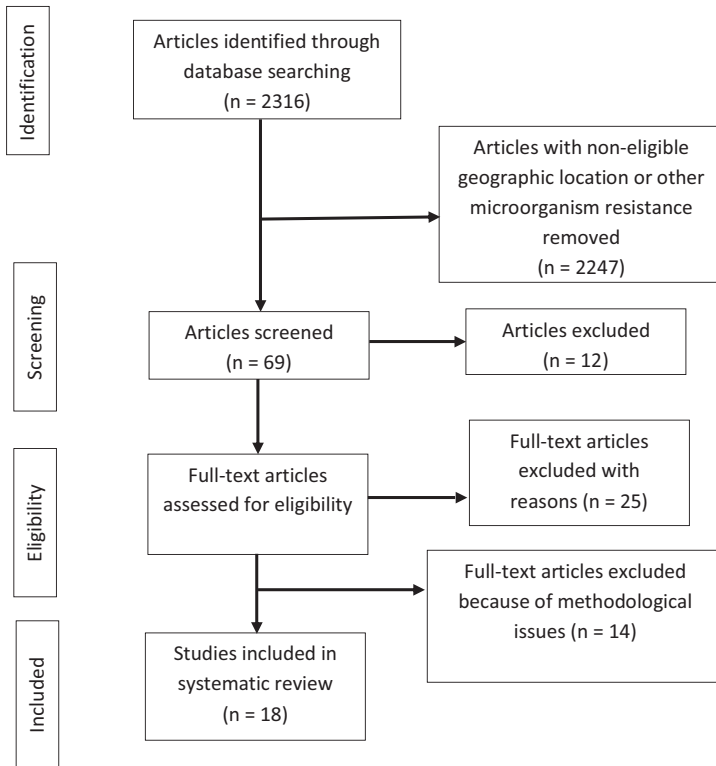 Identification
Articles identified through
database searching
(n = 2316)
Articles with non-eligible
geographic location or other
microorganism resistance
removed
(n = 2247)
Screening
Articles screened
(n = 69)
Articles excluded
(n = 12)
Eligibility
Full-text articles
assessed for eligibility
Full-text articles
excluded with
reasons (n = 25)
Full-text articles excluded
because of methodological
issues (n = 14)
Included
Studies included in
systematic review
(n = 18)